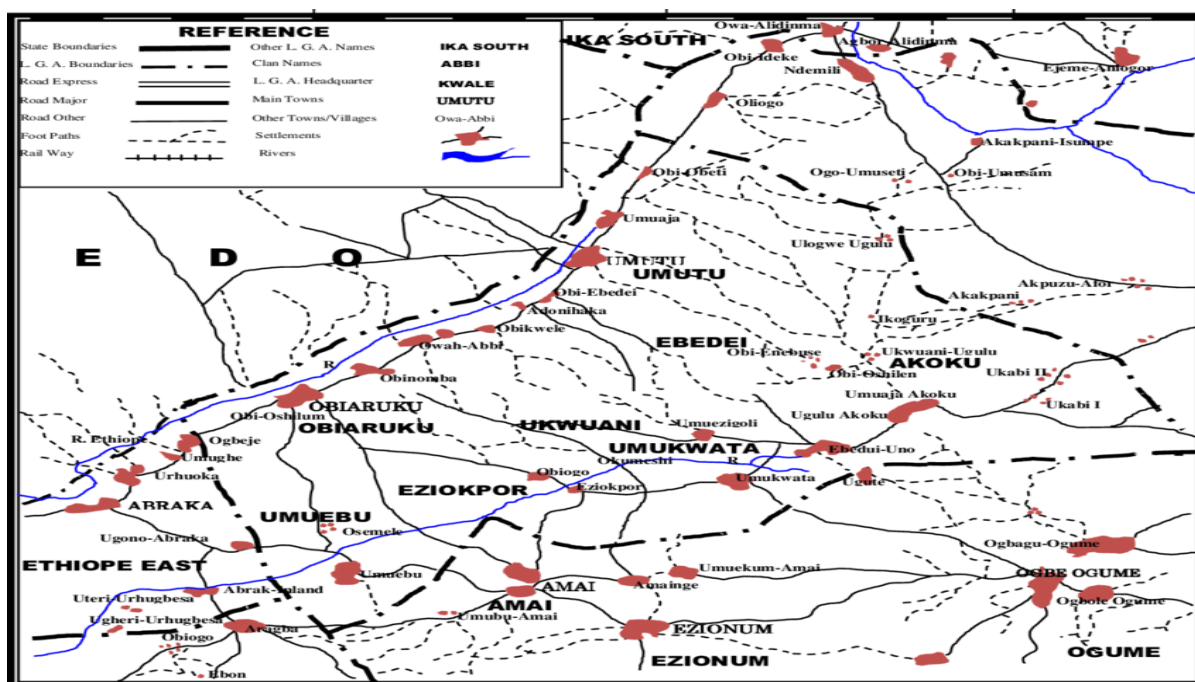 REFERENCE
State Boundaries
Other L. G. A. Names
IKA SOUTH
L. G. A. Boundaries
Clan Names
ABBI
Road Express
L. G. A. Headquarter
KWALE
Road Major
Main Towns
UMUTU
Road Other
Other Towns/Villages
Owa-Abbi
Foot Paths
Settlements
Rail Way
Rivers
Owa-Alidinma
IKA SOUTH
Agbor-Alidinma
Obi-Ideke
Ndemili
Ejeme-Aniogor
Oliogo
Akakpani-Isumpe
Obi-Obeti
Ogo-Umuseti
Obi-Umusam
Umuaja
Ulogwe Ugulu
E D O
UMUTU
UMUTU
Akpuzu-Afor
Obi-Ebedei
Akakpani
Adonihaka
Ikoguru
Obikwele
Owah-Abbi
EBEDEI
Obi-Enebuse
Ukwuani-Ugulu
AKOKU
R
Obi-Oshilen
Ukabi II
Obinomba
Umuaja Akoku
Ukabi I
OBIARUKU
Obi-Oshilum
Ugulu Akoku
OBIARUKU
UKWUANI
Umuezigoli
R. Ethiope
Ogbeje
UMUKWATA
Ebedui-Uno
Umughe
Okumeshi
R
Urhuoka
Obiogo
Umukwata
Ugute
EZIOKPOR
Eziokpor
ABRAKA
UMUEBU
Osemele
Ugono-Abraka
Ogbagu-Ogume
ETHIOPE EAST
Umuebu
Umuekum-Amai
OGBE OGUME
Abrak-Inland
AMAI
Amainge
Uteri-Urhugbesa
AMAI
Ogbole Ogume
Ugheri-Urhugbesa
Umubu-Amai
Aragba
EZIONUM
Obiogo
OGUME
EZIONUM
Ebon